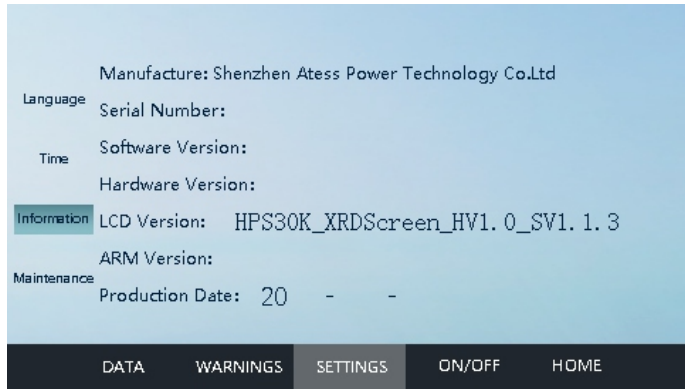 Language
Time
Information
Maintenance
Manufacture: Shenzhen Atess Power Technology Co.Ltd
Serial Number:
Software Version:
Hardware Version:
LCD Version: HPS30K_XRDScreen_HV1.0_SV1.1.3
ARM Version:
Production Date: 20 - -
DATA WARNINGS SETTINGS ON/OFF HOME